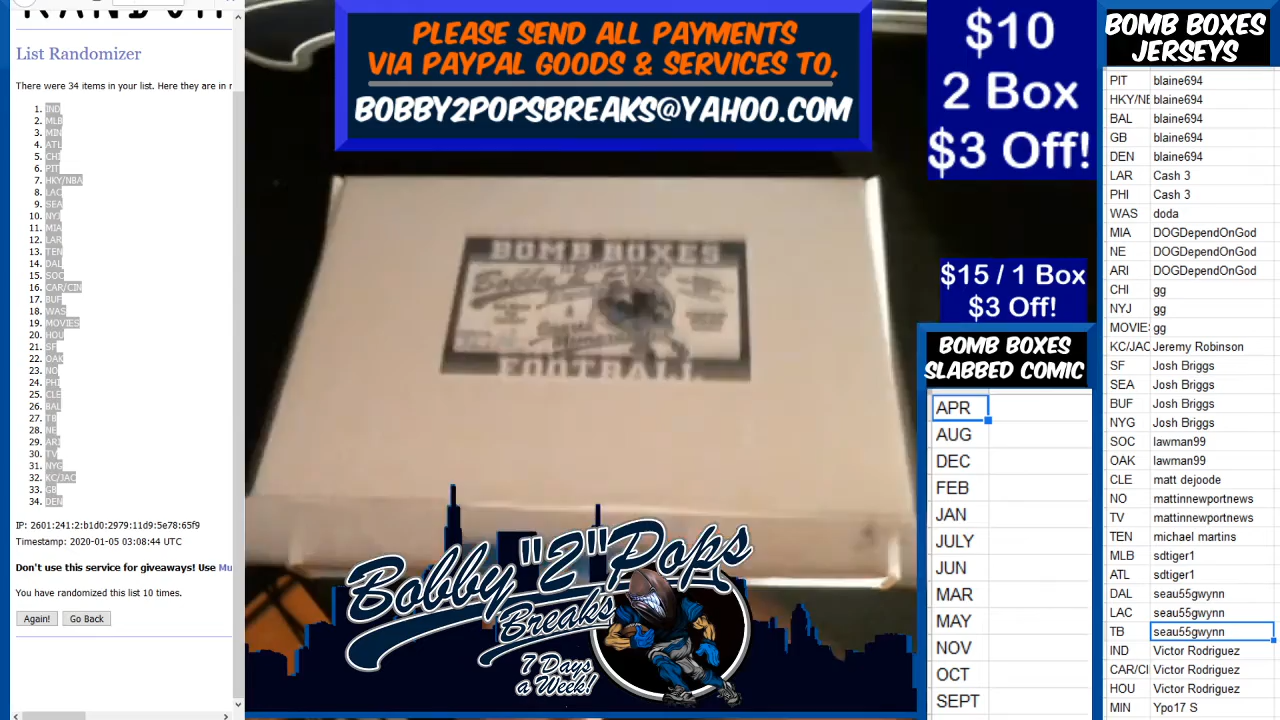 List Randomizer
There were 34 items in your list. Here they are in r
1. IND
2. MLB
3. MIN
4. ATL
5. CHI
6. PIT
7. HKY/NBA
8. LAC
9. SEA
10. NYJ
11. MIA
12. LAR
13. TEN
14. DAL
15. SOC
16. CAR/CIN
17. BUF
18. WAS
19. MOVIES
20. HOU
21. SF
22. OAK
23. NO
24. PHI
25. CLE
26. BAL
27. TB
28. NE
29. ARI
30. TV
31. NYG
32. KC/JAC
33. GB
34. DEN
IP: 2601:241:2:b1d0:2979:11d9:5e78:65f9
Timestamp: 2020-01-05 03:08:44 UTC
Don't use this service for giveaways! Use Mu
You have randomized this list 10 times.
Again! Go Back
PLEASE SEND ALL PAYMENTS
VIA PAYPAL GOODS & SERVICES TO,
BOBBY2POPSBREAKS@YAHOO.COM
BOMB BOXES
FOOTBALL
Bobby "2" Pops
Breaks
7 Days
a Week!
$10
2 Box
$3 Off!
$15 / 1 Box
$3 Off!
BOMB BOXES
SLABBED COMIC
APR
AUG
DEC
FEB
JAN
JULY
JUN
MAR
MAY
NOV
OCT
SEPT
BOMB BOXES
JERSEYS
PIT blaine694
HKY/NE blaine694
BAL blaine694
GB blaine694
DEN blaine694
LAR Cash 3
PHI Cash 3
WAS doda
MIA DOGDependOnGod
NE DOGDependOnGod
ARI DOGDependOnGod
CHI gg
NYJ gg
MOVIE: gg
KC/JAC Jeremy Robinson
SF Josh Briggs
SEA Josh Briggs
BUF Josh Briggs
NYG Josh Briggs
SOC lawman99
OAK lawman99
CLE matt dejoode
NO mattinnewportnews
TV mattinnewportnews
TEN michael martins
MLB sdtiger1
ATL sdtiger1
DAL seau55gwynn
LAC seau55gwynn
TB seau55gwynn
IND Victor Rodriguez
CAR/CI Victor Rodriguez
HOU Victor Rodriguez
MIN Ypo17 S